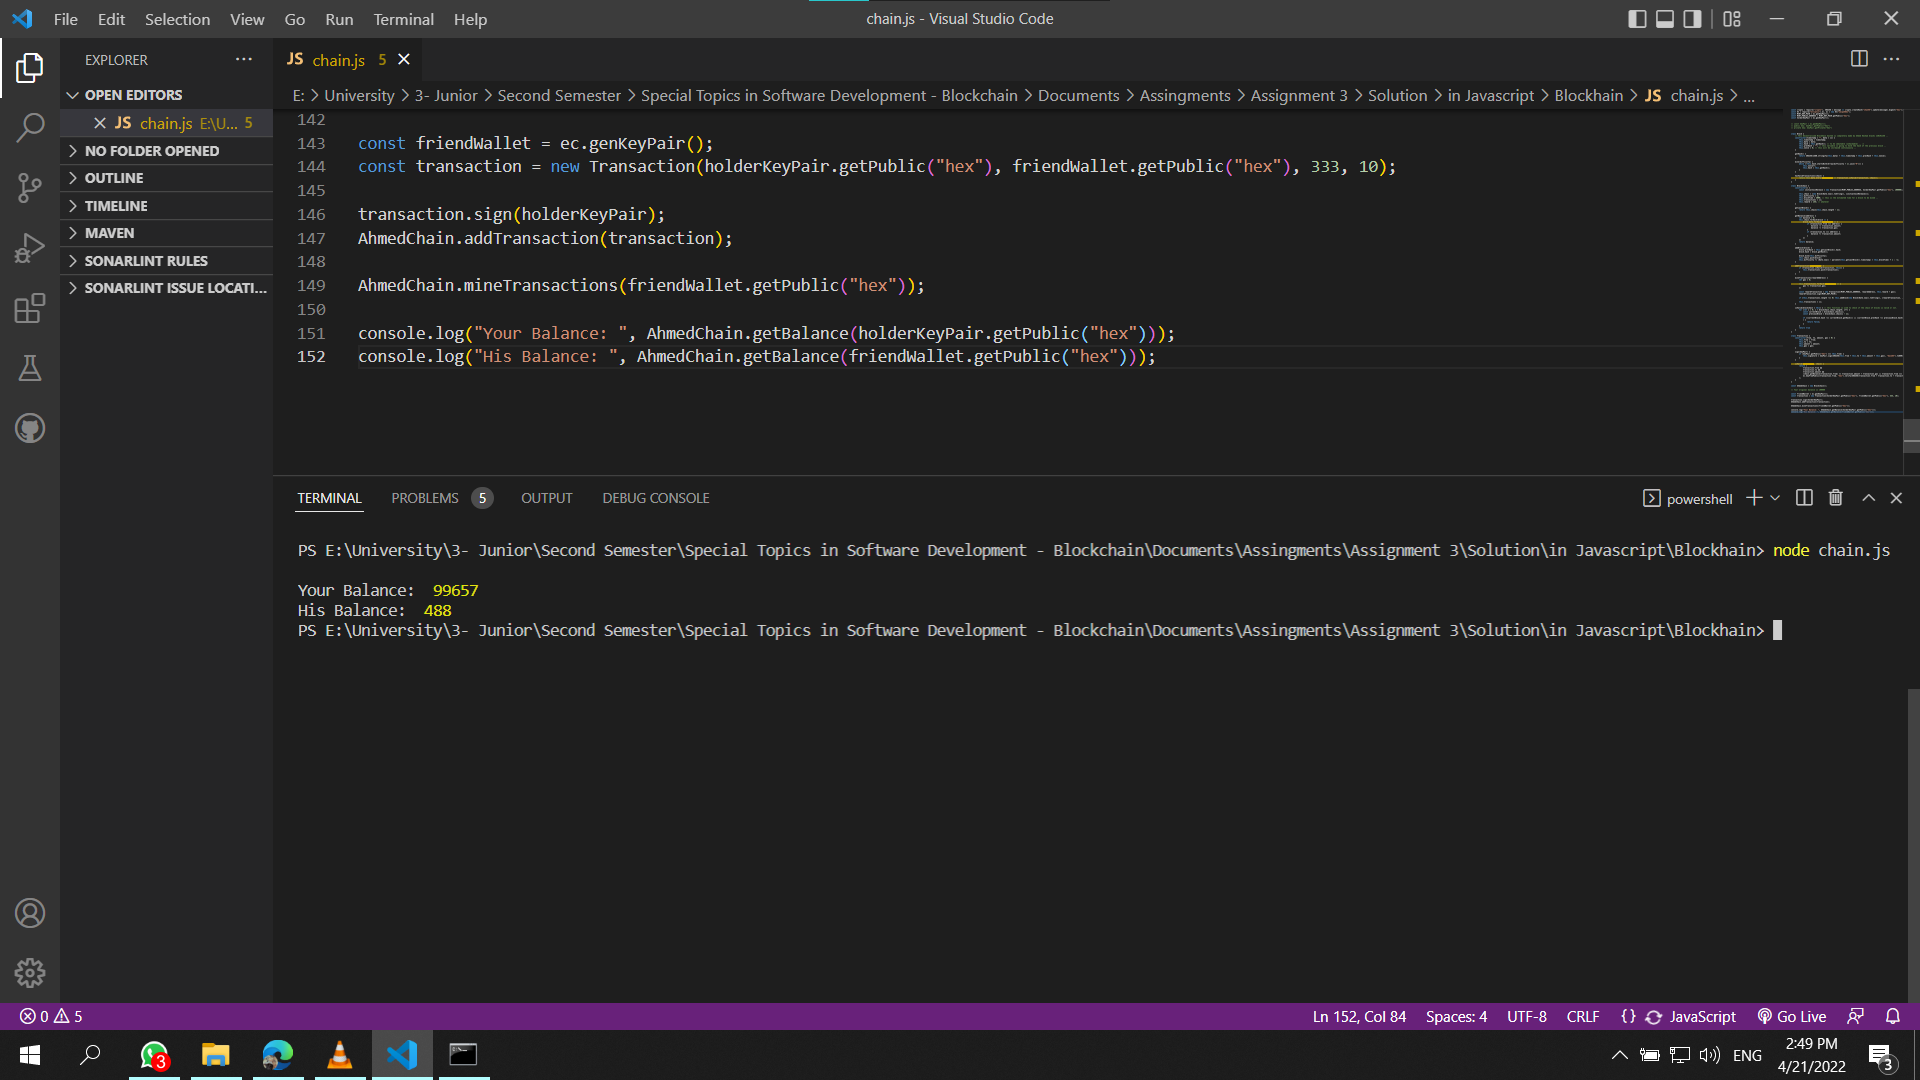 File Edit Selection View Go Run Terminal Help
chain.js - Visual Studio Code
EXPLORER
JS chain.js 5
OPEN EDITORS
JS chain.js E:\U... 5
NO FOLDER OPENED
OUTLINE
TIMELINE
MAVEN
SONARLINT RULES
SONARLINT ISSUE LOCATI...
E: > University > 3- Junior > Second Semester > Special Topics in Software Development - Blockchain > Documents > Assingments > Assignment 3 > Solution > in Javascript > Blockhain > JS chain.js > ...
142
143 const friendWallet = ec.genKeyPair();
144 const transaction = new Transaction(holderKeyPair.getPublic("hex"), friendWallet.getPublic("hex"), 333, 10);
145
146 transaction.sign(holderKeyPair);
147 AhmedChain.addTransaction(transaction);
148
149 AhmedChain.mineTransactions(friendWallet.getPublic("hex"));
150
151 console.log("Your Balance: ", AhmedChain.getBalance(holderKeyPair.getPublic("hex")));
152 console.log("His Balance: ", AhmedChain.getBalance(friendWallet.getPublic("hex")));
TERMINAL PROBLEMS 5 OUTPUT DEBUG CONSOLE
powershell
PS E:\University\3- Junior\Second Semester\Special Topics in Software Development - Blockchain\Documents\Assingments\Assignment 3\Solution\in Javascript\Blockhain> node chain.js
Your Balance:  99657
His Balance:  488
PS E:\University\3- Junior\Second Semester\Special Topics in Software Development - Blockchain\Documents\Assingments\Assignment 3\Solution\in Javascript\Blockhain>
0 5
Ln 152, Col 84 Spaces: 4 UTF-8 CRLF {} JavaScript Go Live
3
ENG
2:49 PM
4/21/2022
3